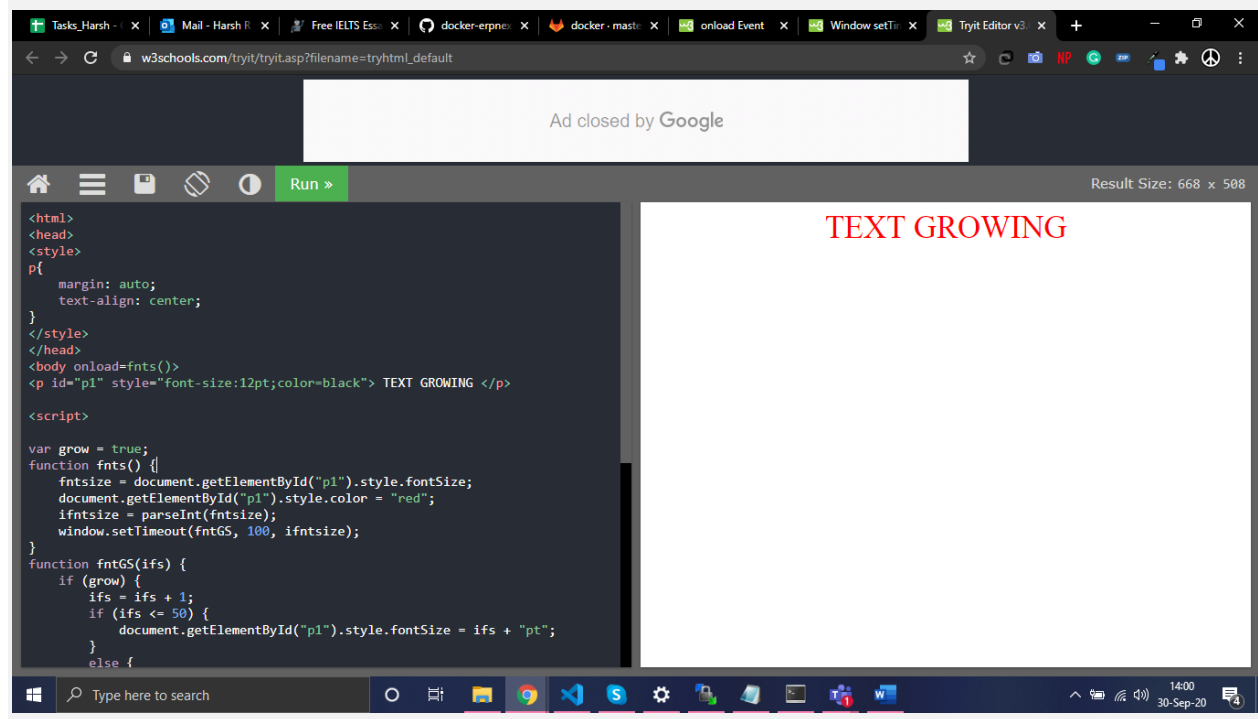 Tasks_Harsh - (
Mail - Harsh R
Free IELTS Essa
docker-erpnex
docker · maste
onload Event
Window setTim
Tryit Editor v3.
w3schools.com/tryit/tryit.asp?filename=tryhtml_default
NP
ZIP
Ad closed by Google
Run »
Result Size: 668 x 508
<html>
<head>
<style>
p{
    margin: auto;
    text-align: center;
}
</style>
</head>
<body onload=fnts()>
<p id="p1" style="font-size:12pt;color=black"> TEXT GROWING </p>
<script>
var grow = true;
function fnts() {
    fntsize = document.getElementById("p1").style.fontSize;
    document.getElementById("p1").style.color = "red";
    ifntsize = parseInt(fntsize);
    window.setTimeout(fntGS, 100, ifntsize);
}
function fntGS(ifs) {
    if (grow) {
        ifs = ifs + 1;
        if (ifs <= 50) {
            document.getElementById("p1").style.fontSize = ifs + "pt";
        }
        else {
TEXT GROWING
Type here to search
14:00
30-Sep-20